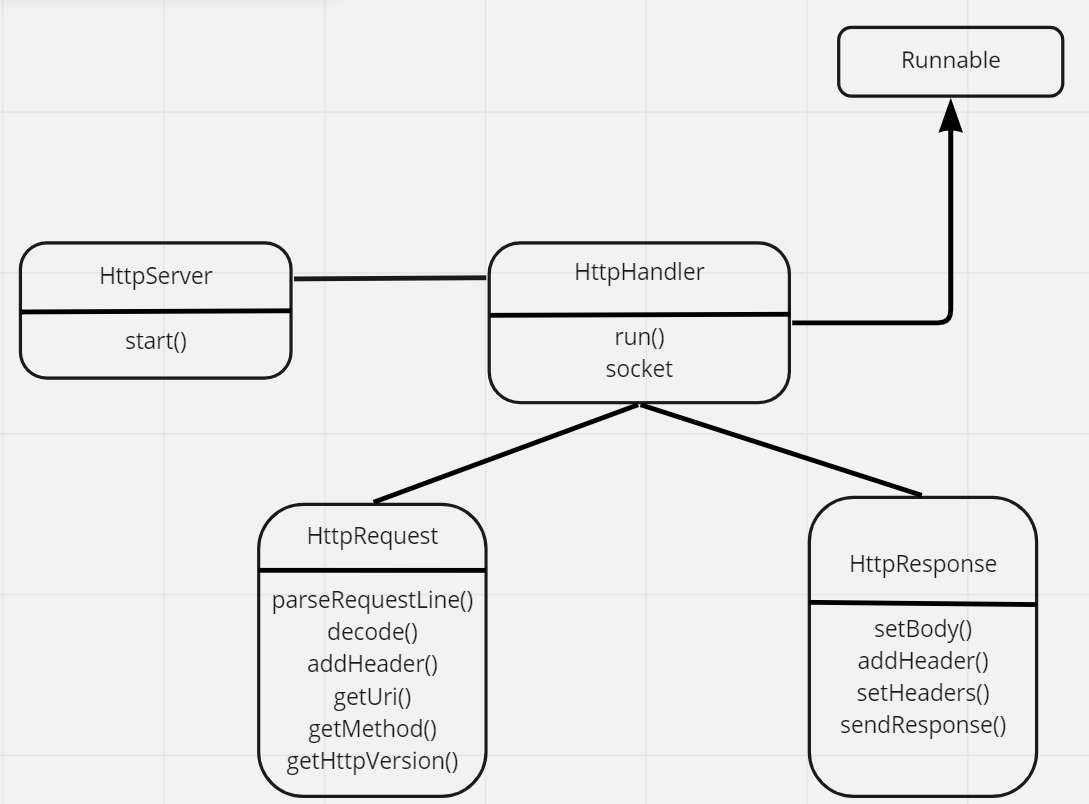 Runnable
HttpServer
start()
HttpHandler
run()
socket
HttpRequest
parseRequestLine()
decode()
addHeader()
getUri()
getMethod()
getHttpVersion()
HttpResponse
setBody()
addHeader()
setHeaders()
sendResponse()